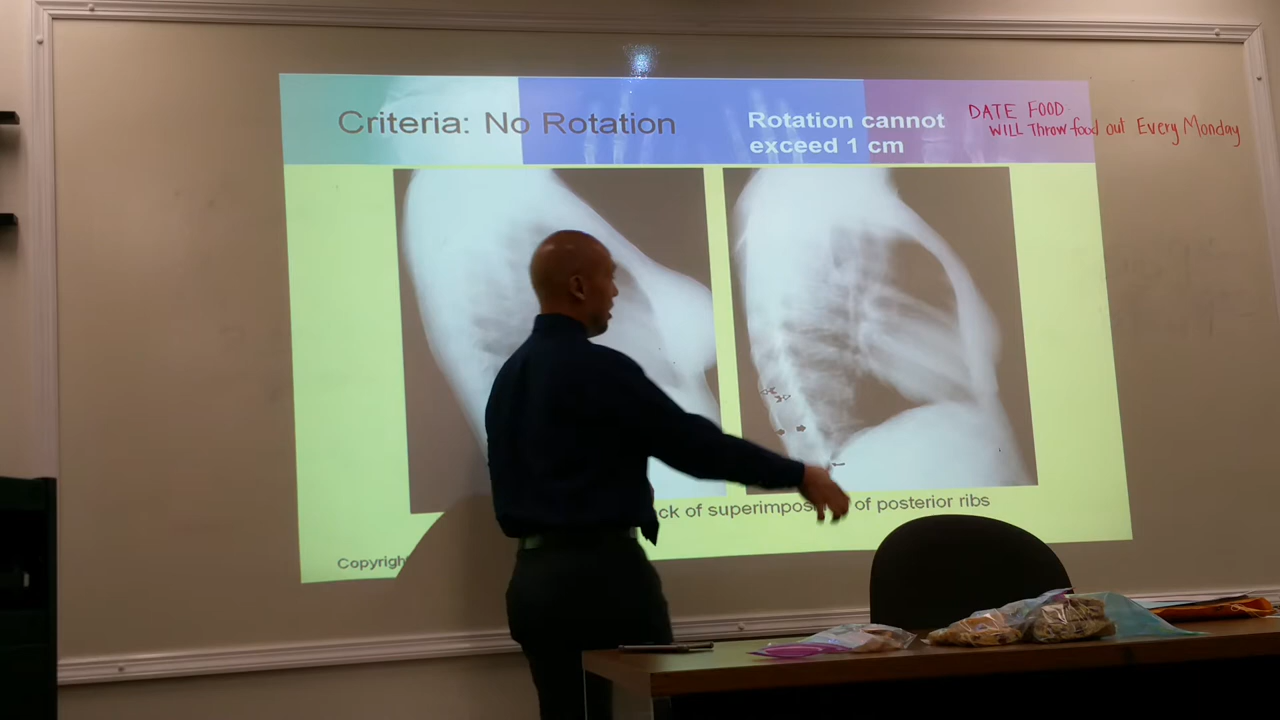 Criteria: No Rotation
Rotation cannot
exceed 1 cm
DATE FOOD
WILL Throw food out Every Monday
of of posterior ribs
Copyright